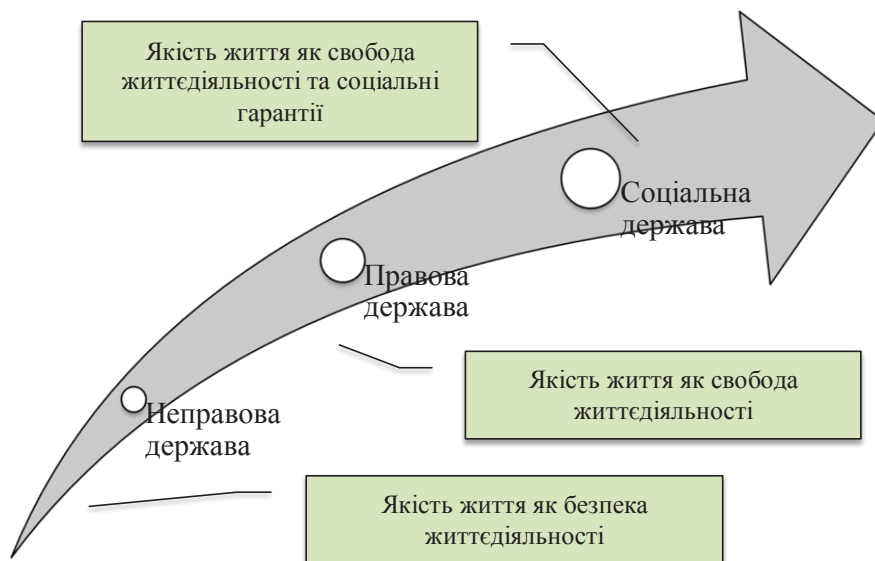 Якість життя як свобода
життєдіяльності та соціальні
гарантії
Соціальна
держава
Правова
держава
Якість життя як свобода
життєдіяльності
Неправова
держава
Якість життя як безпека
життєдіяльності